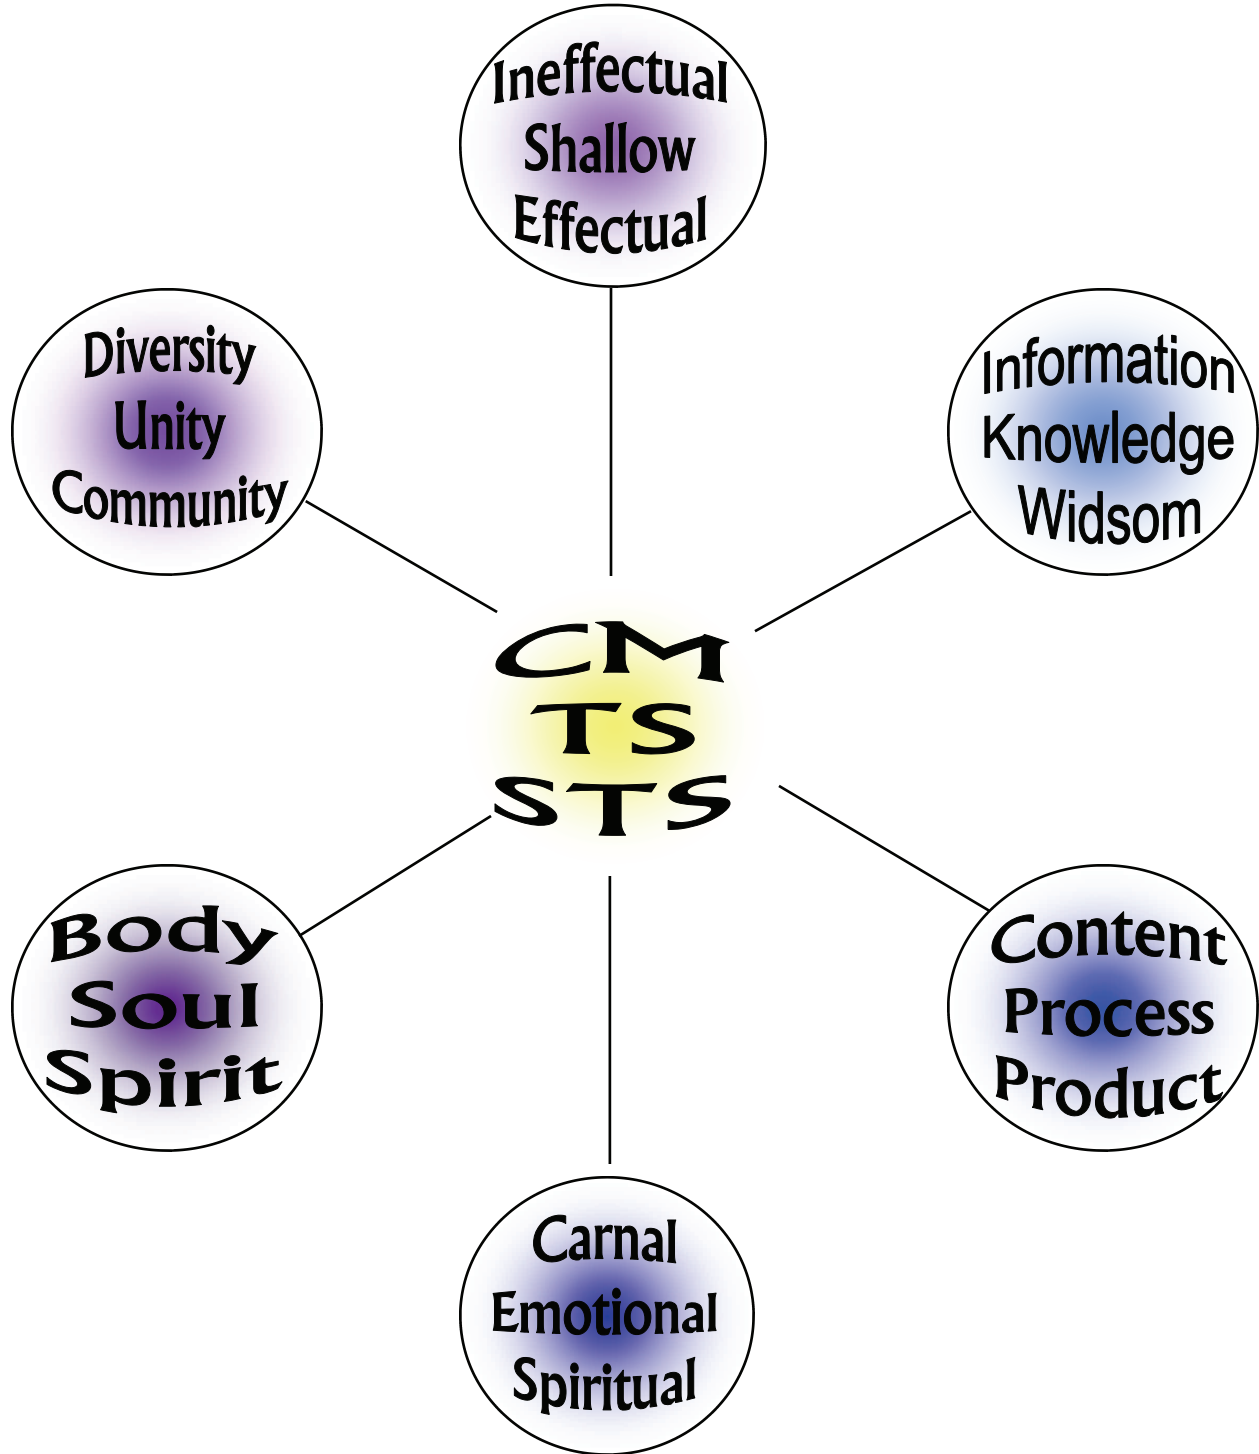 Ineffectual
Shallow
Effectual
Diversity
Unity
Community
Information
Knowledge
Widsom
CM
TS
STS
Body
Soul
Spirit
Content
Process
Product
Carnal
Emotional
Spiritual